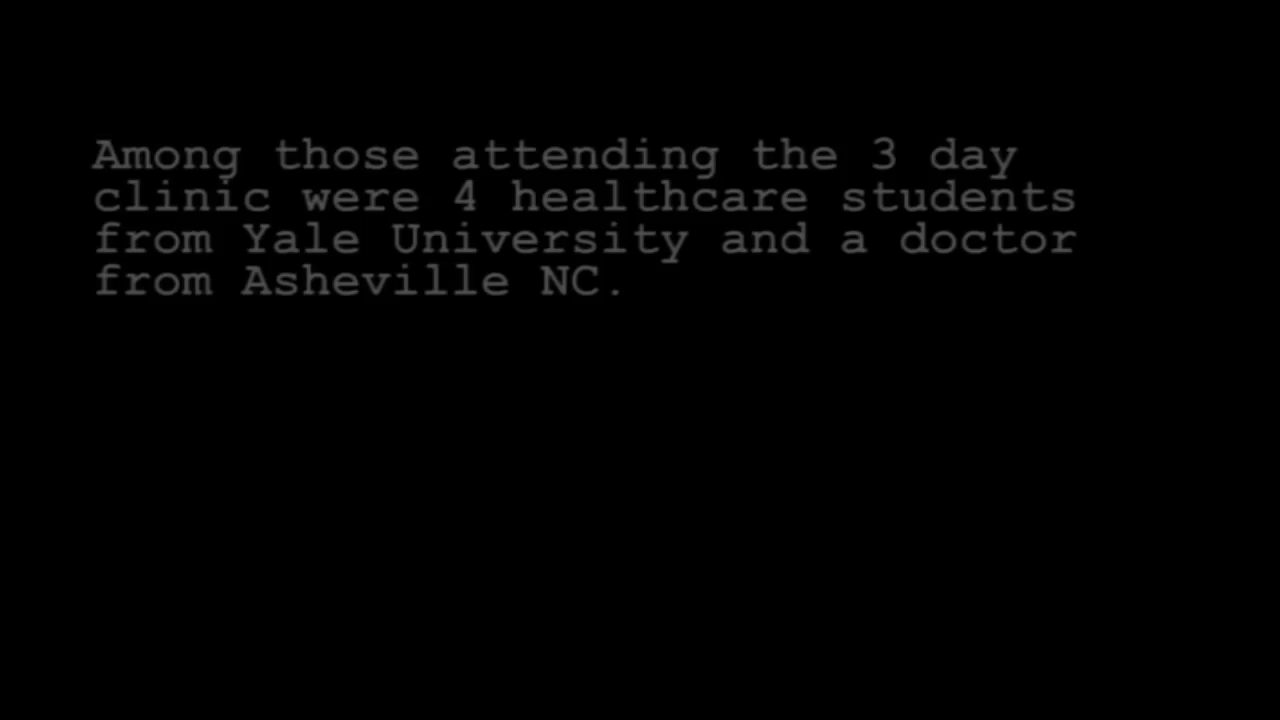 Among those attending the 3 day
clinic were 4 healthcare students
from Yale University and a doctor
from Asheville NC.